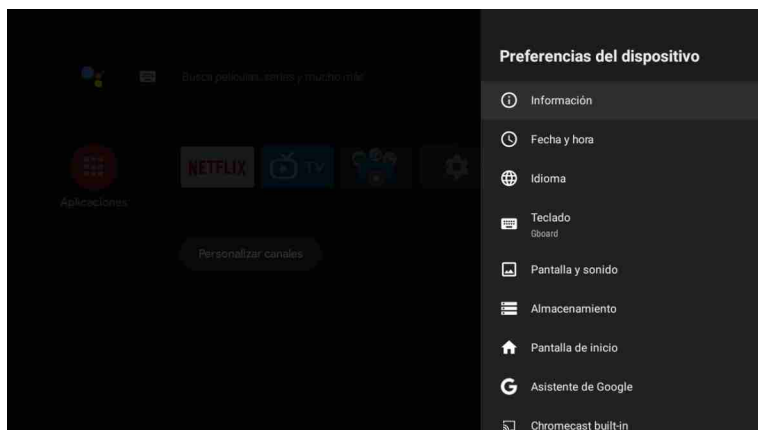 Preferencias del dispositivo
Busca películas, series y mucho más
Información
Fecha y hora
Idioma
NETFLIX
TV
Aplicaciones
Teclado
Gboard
Personalizar canales
Pantalla y sonido
Almacenamiento
Pantalla de inicio
Asistente de Google
Chromecast built-in